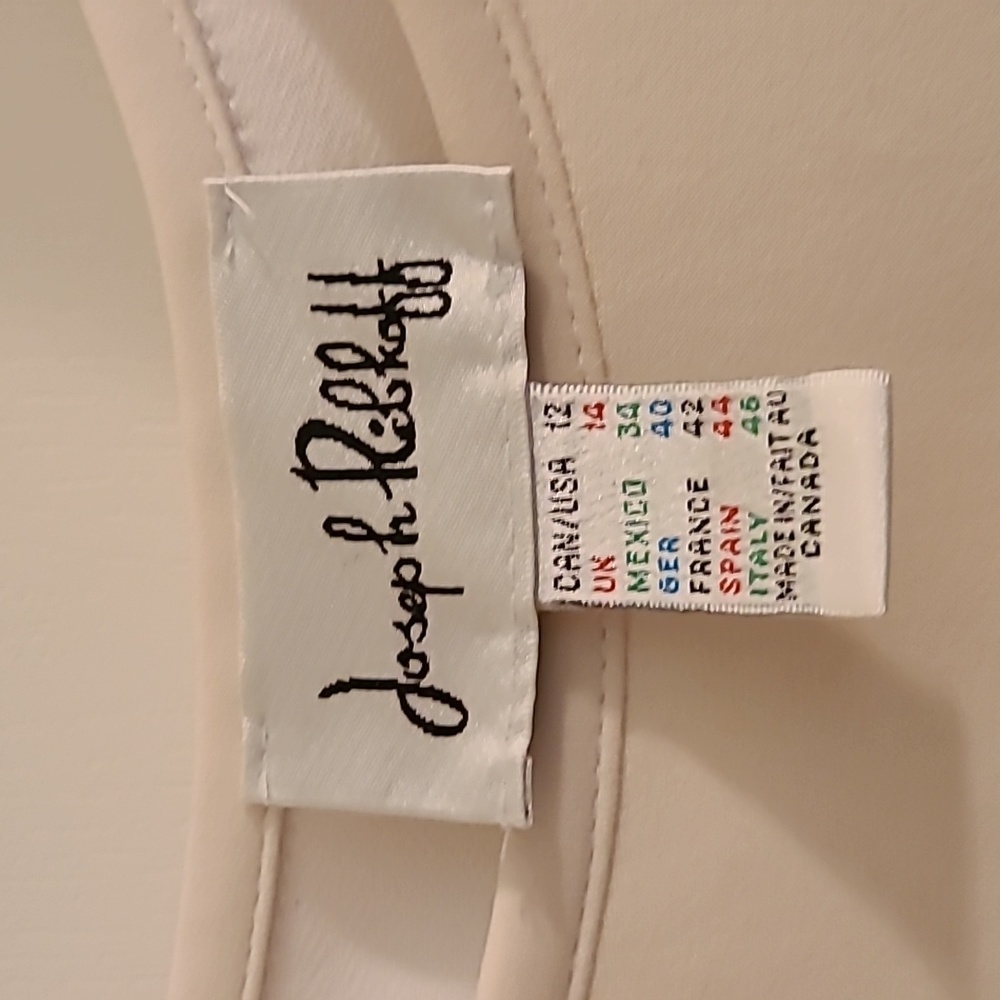 Joseph Ribkoff
CAN/USA 12
UK 14
MEXICO 34
GER 40
FRANCE 42
SPAIN 44
ITALY 46
MADE IN/FAIT AU
CANADA